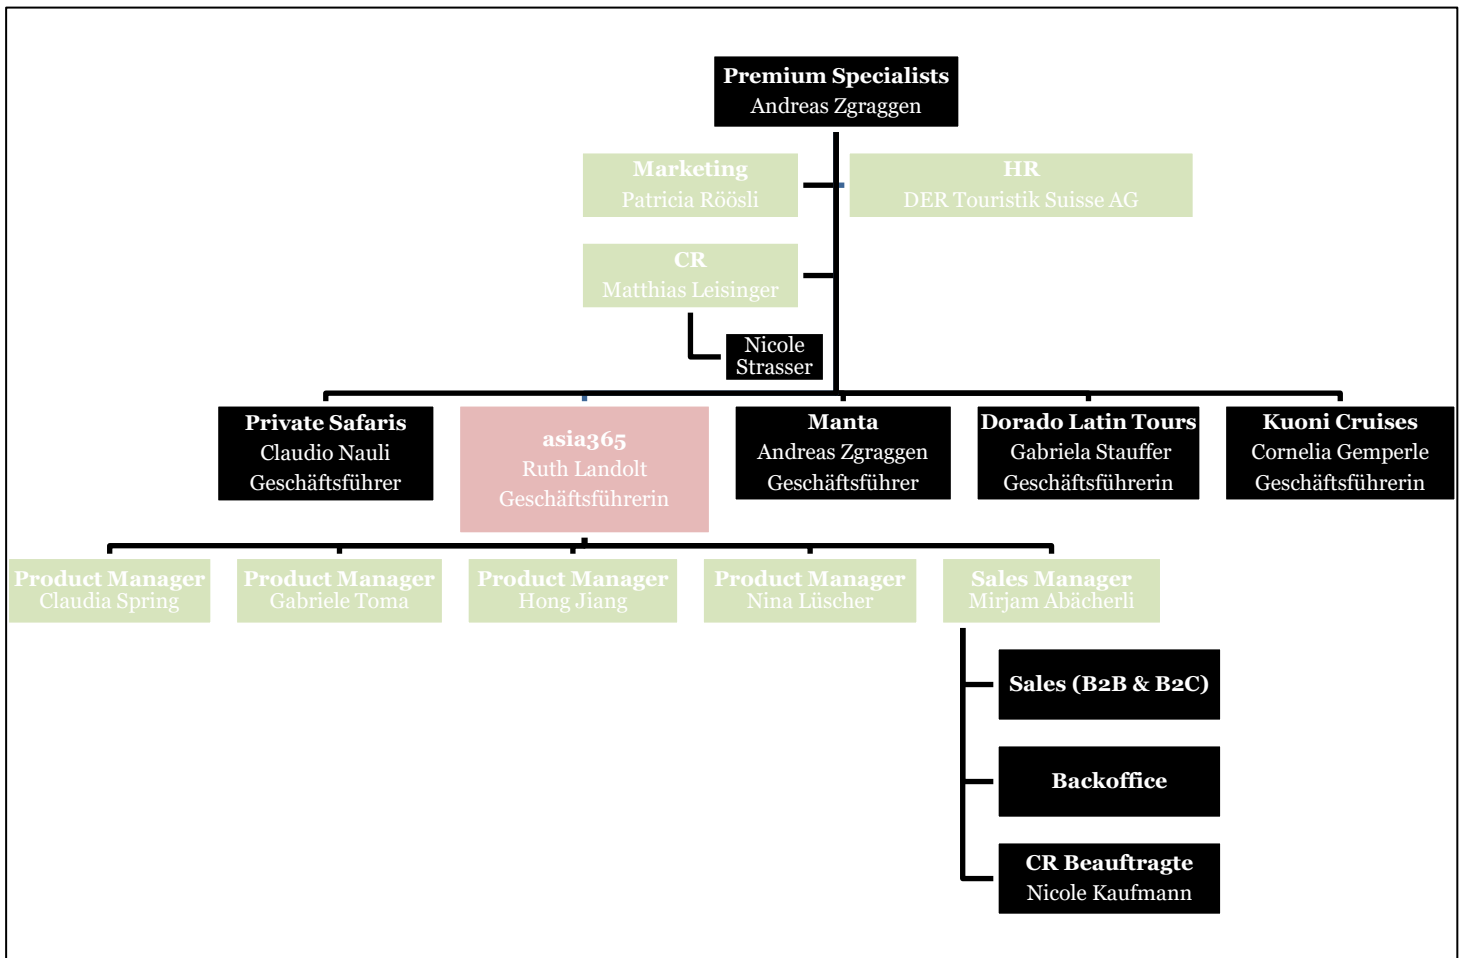 Premium Specialists
Andreas Zgraggen
Marketing
Patricia Röösli
HR
DER Touristik Suisse AG
CR
Matthias Leisinger
Nicole
Strasser
Private Safaris
Claudio Nauli
Geschäftsführer
asia365
Ruth Landolt
Geschäftsführerin
Manta
Andreas Zgraggen
Geschäftsführer
Dorado Latin Tours
Gabriela Stauffer
Geschäftsführerin
Kuoni Cruises
Cornelia Gemperle
Geschäftsführerin
Product Manager
Claudia Spring
Product Manager
Gabriele Toma
Product Manager
Hong Jiang
Product Manager
Nina Lüscher
Sales Manager
Mirjam Abächerli
Sales (B2B & B2C)
Backoffice
CR Beauftragte
Nicole Kaufmann